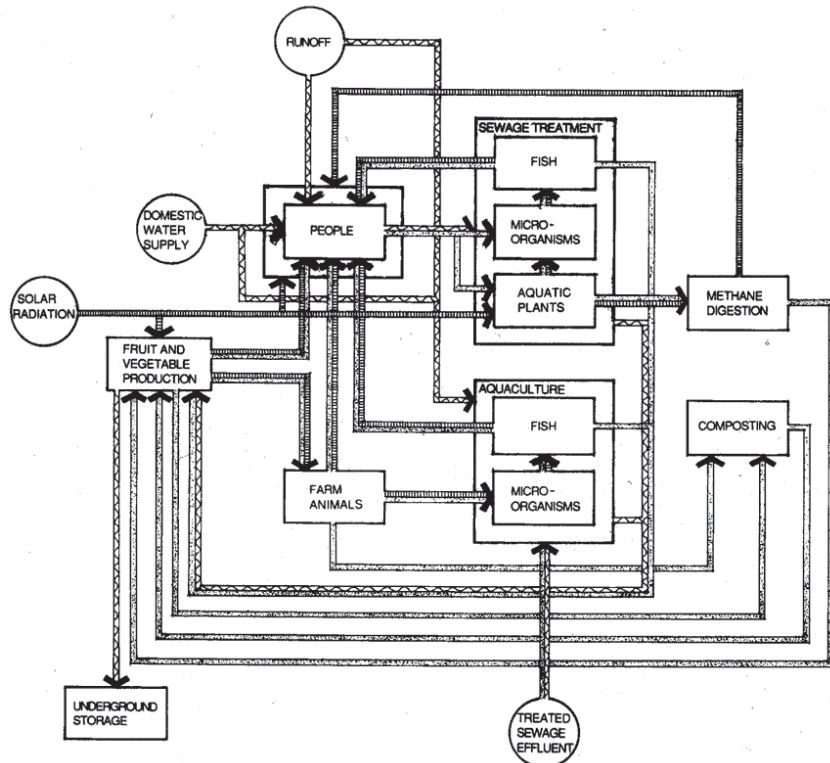 RUNOFF
SEWAGE TREATMENT
FISH
DOMESTIC
WATER
SUPPLY
PEOPLE
MICRO-
ORGANISMS
SOLAR
RADIATION
AQUATIC
PLANTS
METHANE
DIGESTION
FRUIT AND
VEGETABLE
PRODUCTION
AQUACULTURE
FISH
COMPOSTING
FARM
ANIMALS
MICRO-
ORGANISMS
UNDERGROUND
STORAGE
TREATED
SEWAGE
EFFLUENT